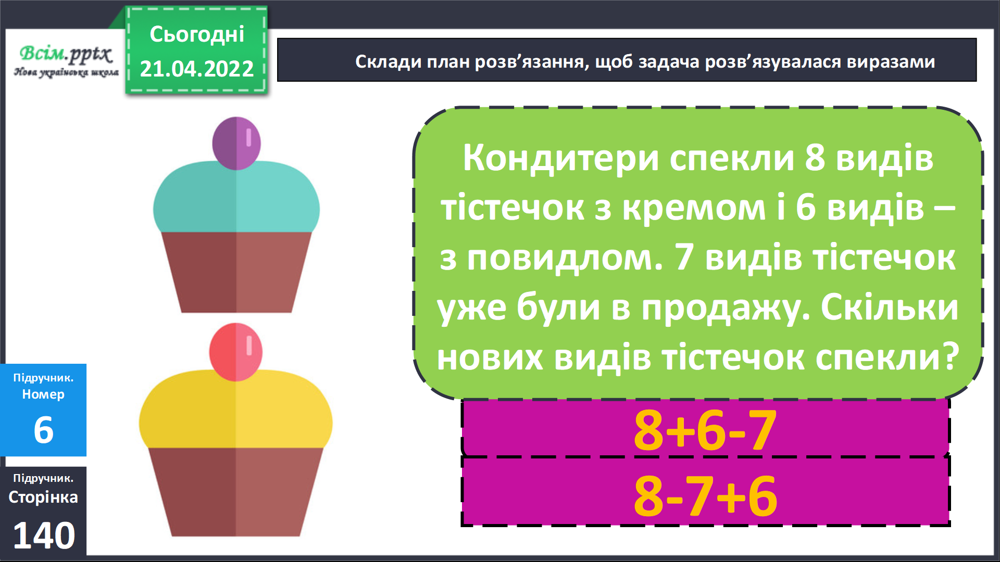 Всім.pptx
Нова українська школа
Сьогодні
21.04.2022
Склади план розв’язання, щоб задача розв’язувалася виразами
Кондитери спекли 8 видів
тістечок з кремом і 6 видів –
з повидлом. 7 видів тістечок
уже були в продажу. Скільки
нових видів тістечок спекли?
8+6-7
8-7+6
Підручник.
Номер
6
Підручник.
Сторінка
140